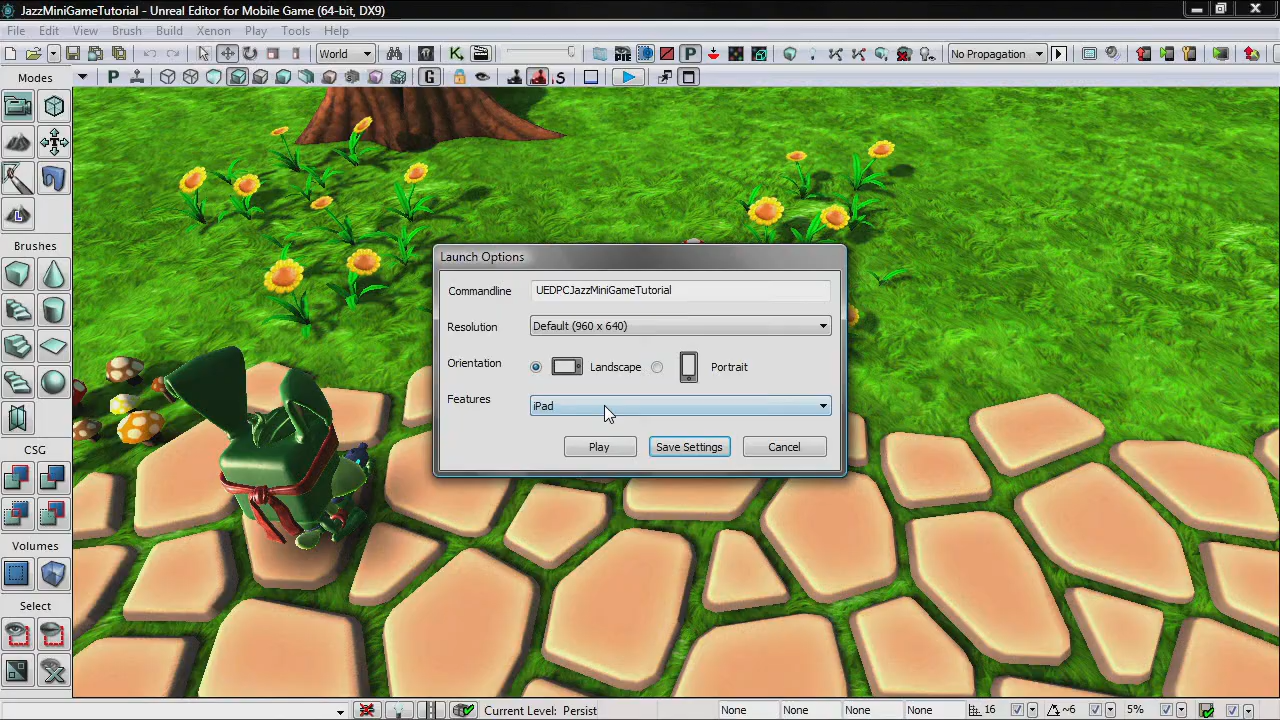 JazzMiniGameTutorial - Unreal Editor for Mobile Game (64-bit, DX9)
File Edit View Brush Build Xenon Play Tools Help
World No Propagation
Modes
P G S
L
Brushes
CSG
Volumes
Select
Launch Options
Commandline UEDPCJazzMiniGameTutorial
Resolution Default (960 x 640)
Orientation Landscape Portrait
Features iPad
Play Save Settings Cancel
Current Level: Persist None None None None 16 ~6 5%